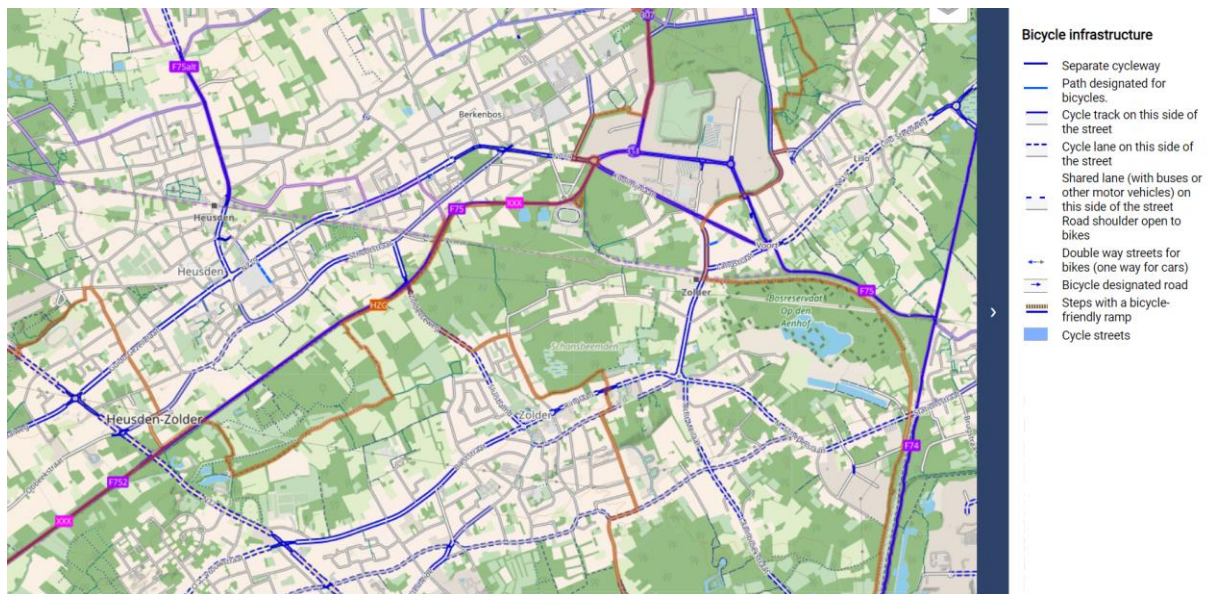 F75alt
Berkenbos
Lillo
Heusden
F75
XXX
Heusden
Voort
Zolder
F75
HZC
Bosreservaat
Op den
Aenhof
Schansbeemden
Zolder
Heusden-Zolder
F74
F752
XXX
Bicycle infrastructure
Separate cycleway
Path designated for
bicycles.
Cycle track on this side of
the street
Cycle lane on this side of
the street
Shared lane (with buses or
other motor vehicles) on
this side of the street
Road shoulder open to
bikes
Double way streets for
bikes (one way for cars)
Bicycle designated road
Steps with a bicycle-
friendly ramp
Cycle streets